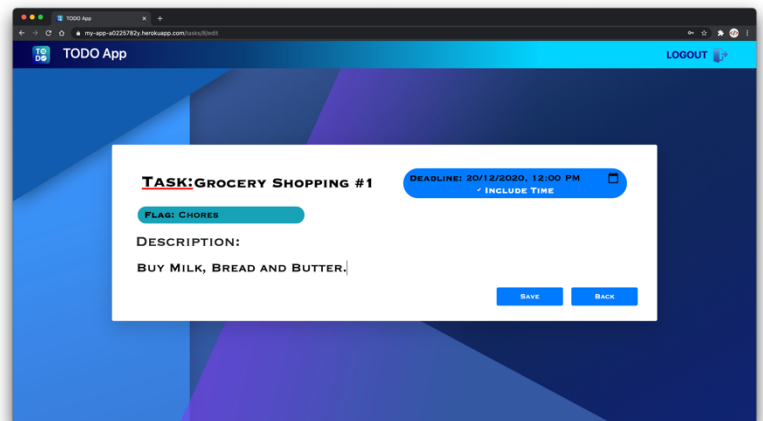 TODO App
my-app-a0225782y.herokuapp.com/tasks/8/edit
TO
DO
TODO App
LOGOUT
Task:Grocery Shopping #1
Deadline: 20/12/2020, 12:00 PM
✓ Include Time
Flag: Chores
Description:
Buy Milk, Bread and Butter.
Save
Back